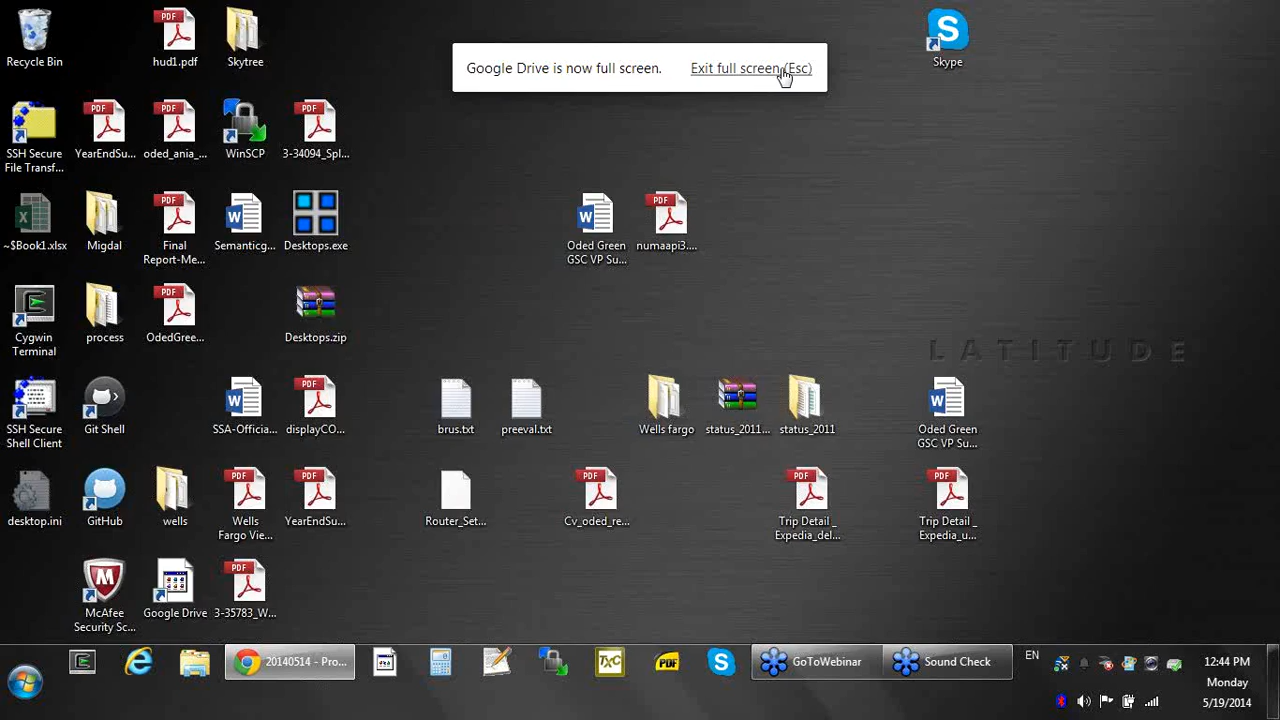 Google Drive is now full screen. Exit full screen (Esc)
Recycle Bin
hud1.pdf
Skytree
Skype
SSH Secure
File Transf...
YearEndSu...
oded_ania_...
WinSCP
3-34094_Spl...
~$Book1.xlsx
Migdal
Final
Report-Me...
Semanticg...
Desktops.exe
Oded Green
GSC VP Su...
numaapi3....
Cygwin
Terminal
process
OdedGree...
Desktops.zip
LATITUDE
SSH Secure
Shell Client
Git Shell
SSA-Officia...
displayCO...
brus.txt
preeval.txt
Wells fargo
status_2011...
status_2011
Oded Green
GSC VP Su...
desktop.ini
GitHub
wells
Wells
Fargo Vie...
YearEndSu...
Router_Set...
Cv_oded_re...
Trip Detail _
Expedia_del...
Trip Detail _
Expedia_u...
McAfee
Security Sc...
Google Drive
3-35783_W...
20140514 - Pro...
TXC
PDF
GoToWebinar
Sound Check
EN
12:44 PM
Monday
5/19/2014